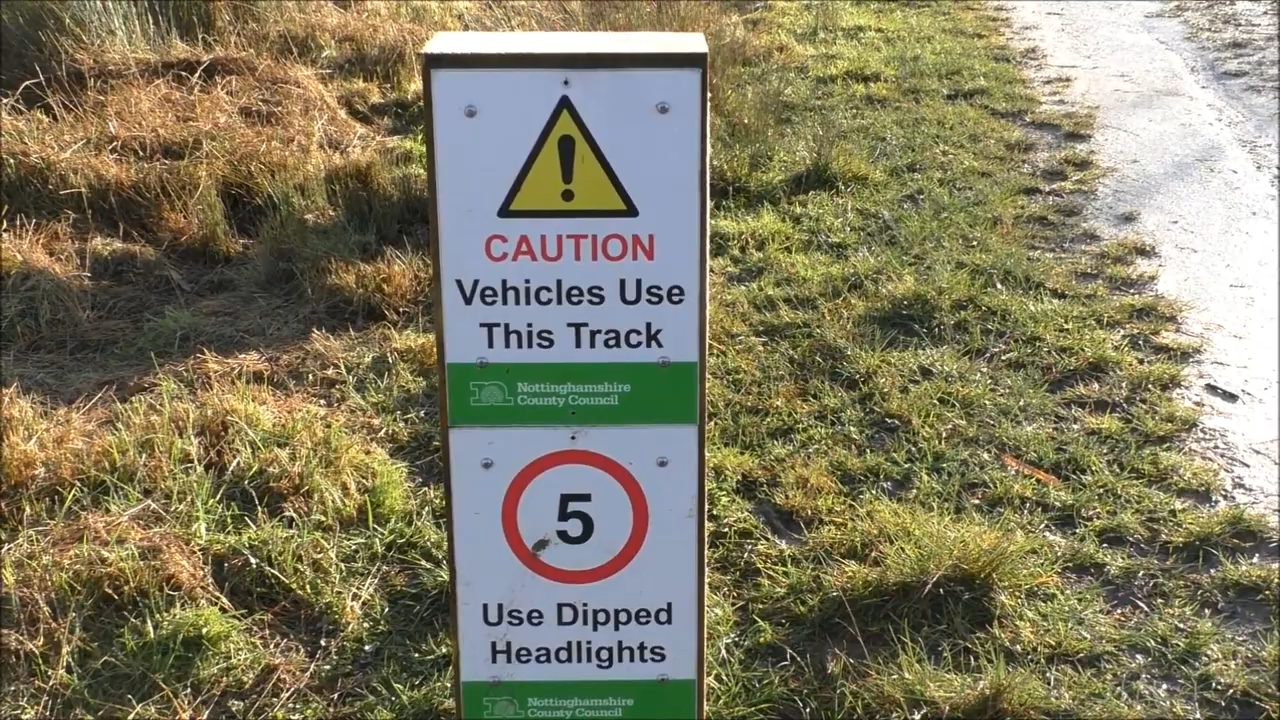 CAUTION
Vehicles Use
This Track
Nottinghamshire
County Council
5
Use Dipped
Headlights
Nottinghamshire
County Council